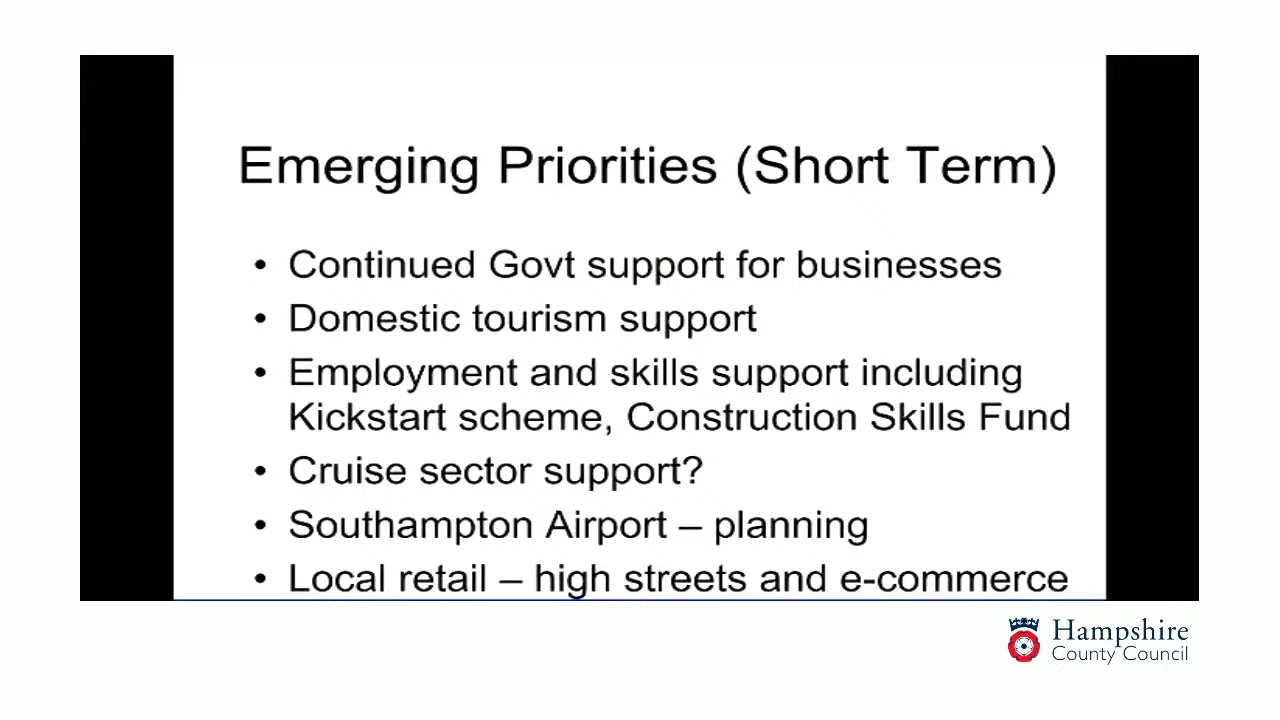 Emerging Priorities (Short Term)
• Continued Govt support for businesses
• Domestic tourism support
• Employment and skills support including
Kickstart scheme, Construction Skills Fund
• Cruise sector support?
• Southampton Airport – planning
• Local retail – high streets and e-commerce
Hampshire
County Council